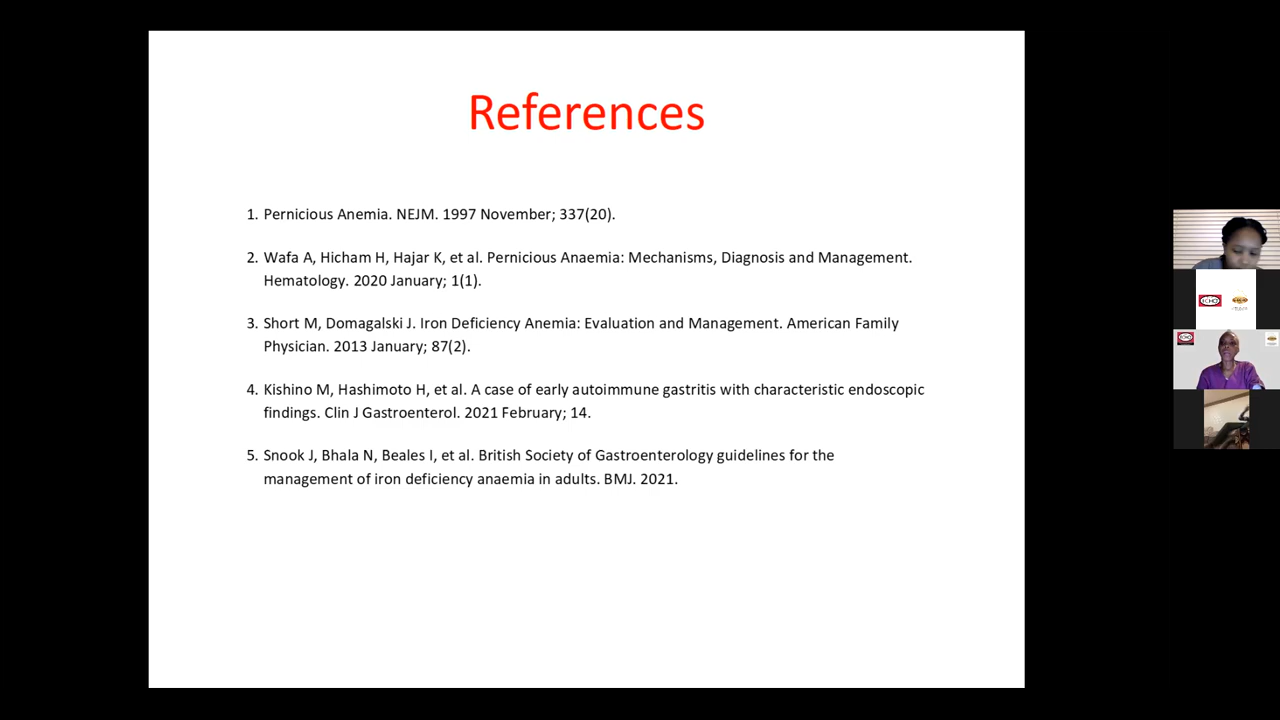 References
1. Pernicious Anemia. NEJM. 1997 November; 337(20).
2. Wafa A, Hicham H, Hajar K, et al. Pernicious Anaemia: Mechanisms, Diagnosis and Management.
Hematology. 2020 January; 1(1).
3. Short M, Domagalski J. Iron Deficiency Anemia: Evaluation and Management. American Family
Physician. 2013 January; 87(2).
4. Kishino M, Hashimoto H, et al. A case of early autoimmune gastritis with characteristic endoscopic
findings. Clin J Gastroenterol. 2021 February; 14.
5. Snook J, Bhala N, Beales I, et al. British Society of Gastroenterology guidelines for the
management of iron deficiency anaemia in adults. BMJ. 2021.